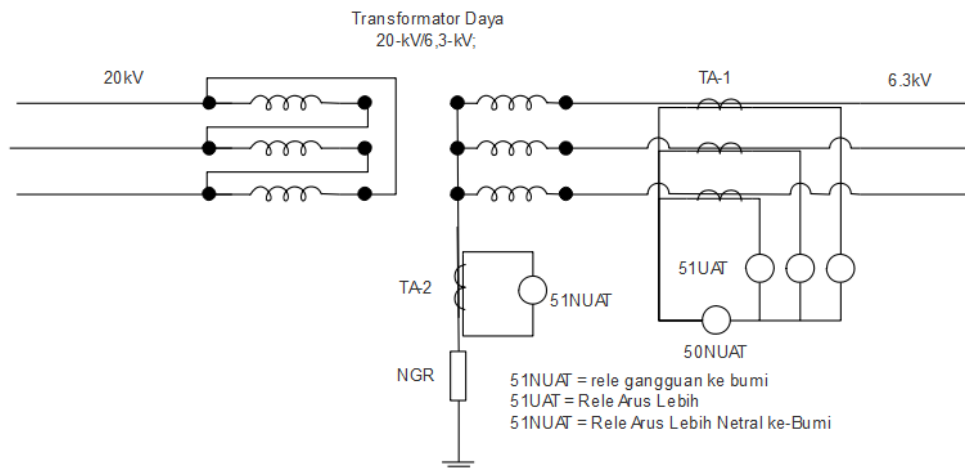 Transformator Daya
20-kV/6,3-kV;
20kV
TA-1
6.3kV
TA-2
51NUAT
51UAT
50NUAT
NGR
51NUAT = rele gangguan ke bumi
51UAT = Rele Arus Lebih
51NUAT = Rele Arus Lebih Netral ke-Bumi